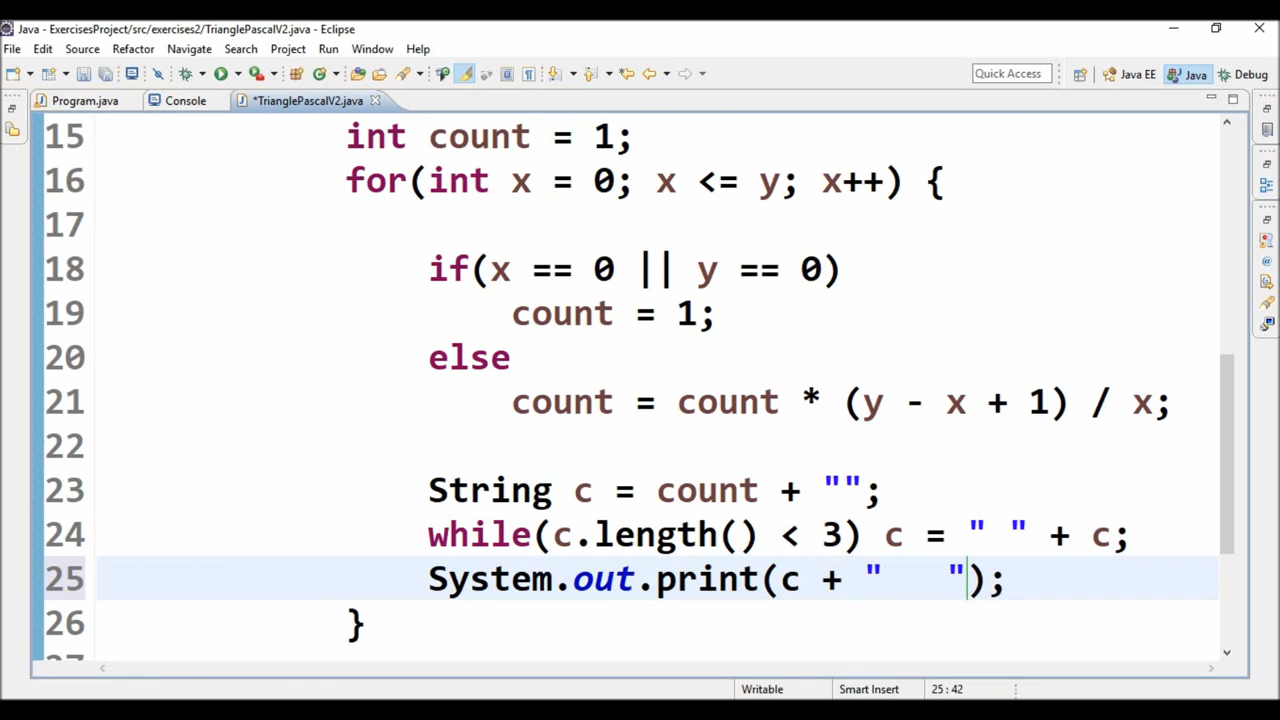 Java - ExercisesProject/src/exercises2/TrianglePascalV2.java - Eclipse
File Edit Source Refactor Navigate Search Project Run Window Help
Quick Access Java EE Java Debug
Program.java Console *TrianglePascalV2.java
15 int count = 1;
16 for(int x = 0; x <= y; x++) {
17
18 if(x == 0 || y == 0)
19 count = 1;
20 else
21 count = count * (y - x + 1) / x;
22
23 String c = count + "";
24 while(c.length() < 3) c = " " + c;
25 System.out.print(c + "   ");
26 }
Writable Smart Insert 25 : 42